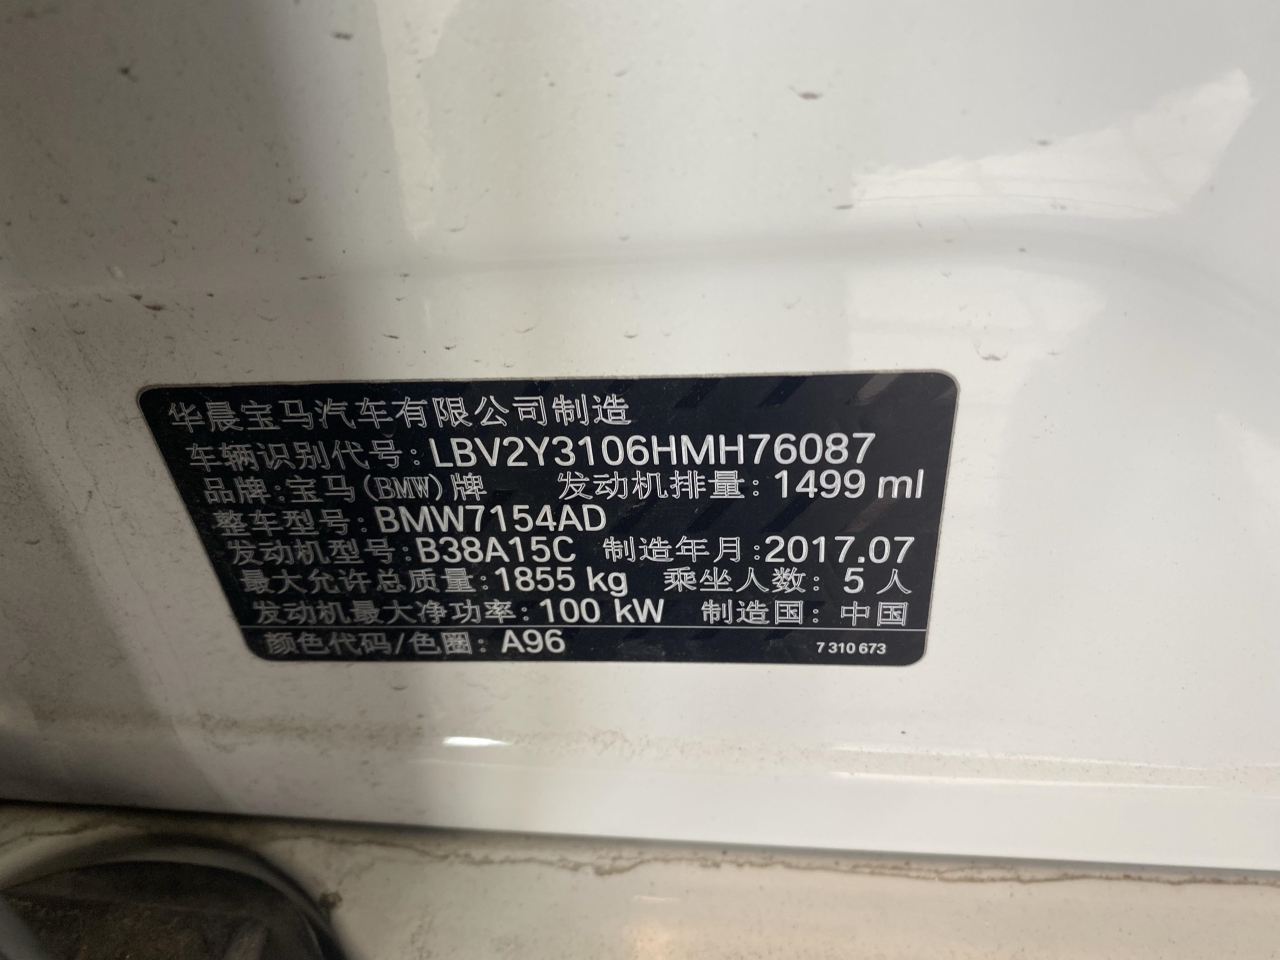 华晨宝马汽车有限公司制造
车辆识别代号: LBV2Y3106HMH76087
品牌: 宝马(BMW)牌 发动机排量: 1499 ml
整车型号: BMW7154AD
发动机型号: B38A15C 制造年月: 2017.07
最大允许总质量: 1855 kg 乘坐人数: 5 人
发动机最大净功率: 100 kW 制造国: 中国
颜色代码/色圈: A96 7 310 673